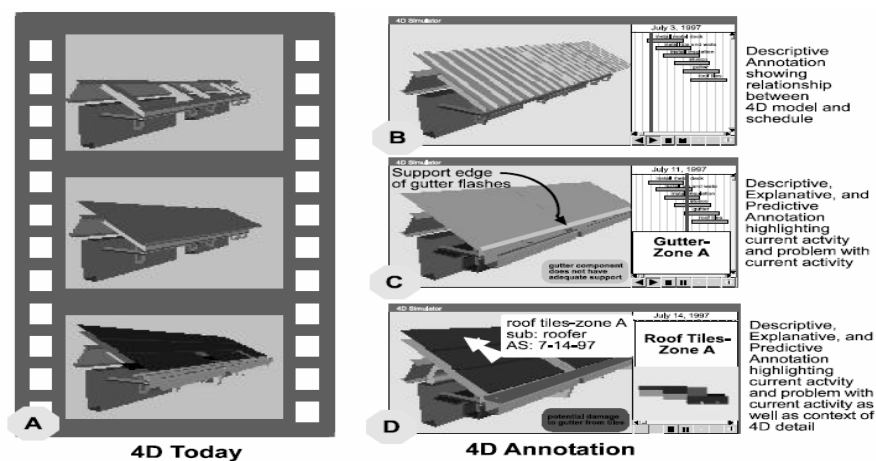 A
4D Today
4D Simulator
July 3, 1997
B
Descriptive
Annotation
showing
relationship
between
4D model and
schedule
4D Simulator
July 11, 1997
Support edge
of gutter flashes
gutter component
does not have
adequate support
Gutter-
Zone A
C
Descriptive,
Explanative, and
Predictive
Annotation
highlighting
current actvity
and problem with
current activity
4D Simulator
July 14, 1997
roof tiles-zone A
sub: roofer
AS: 7-14-97
Roof Tiles-
Zone A
potential damage
to gutter from tiles
D
Descriptive,
Explanative, and
Predictive
Annotation
highlighting
current actvity
and problem with
current activity as
well as context of
4D detail
4D Annotation